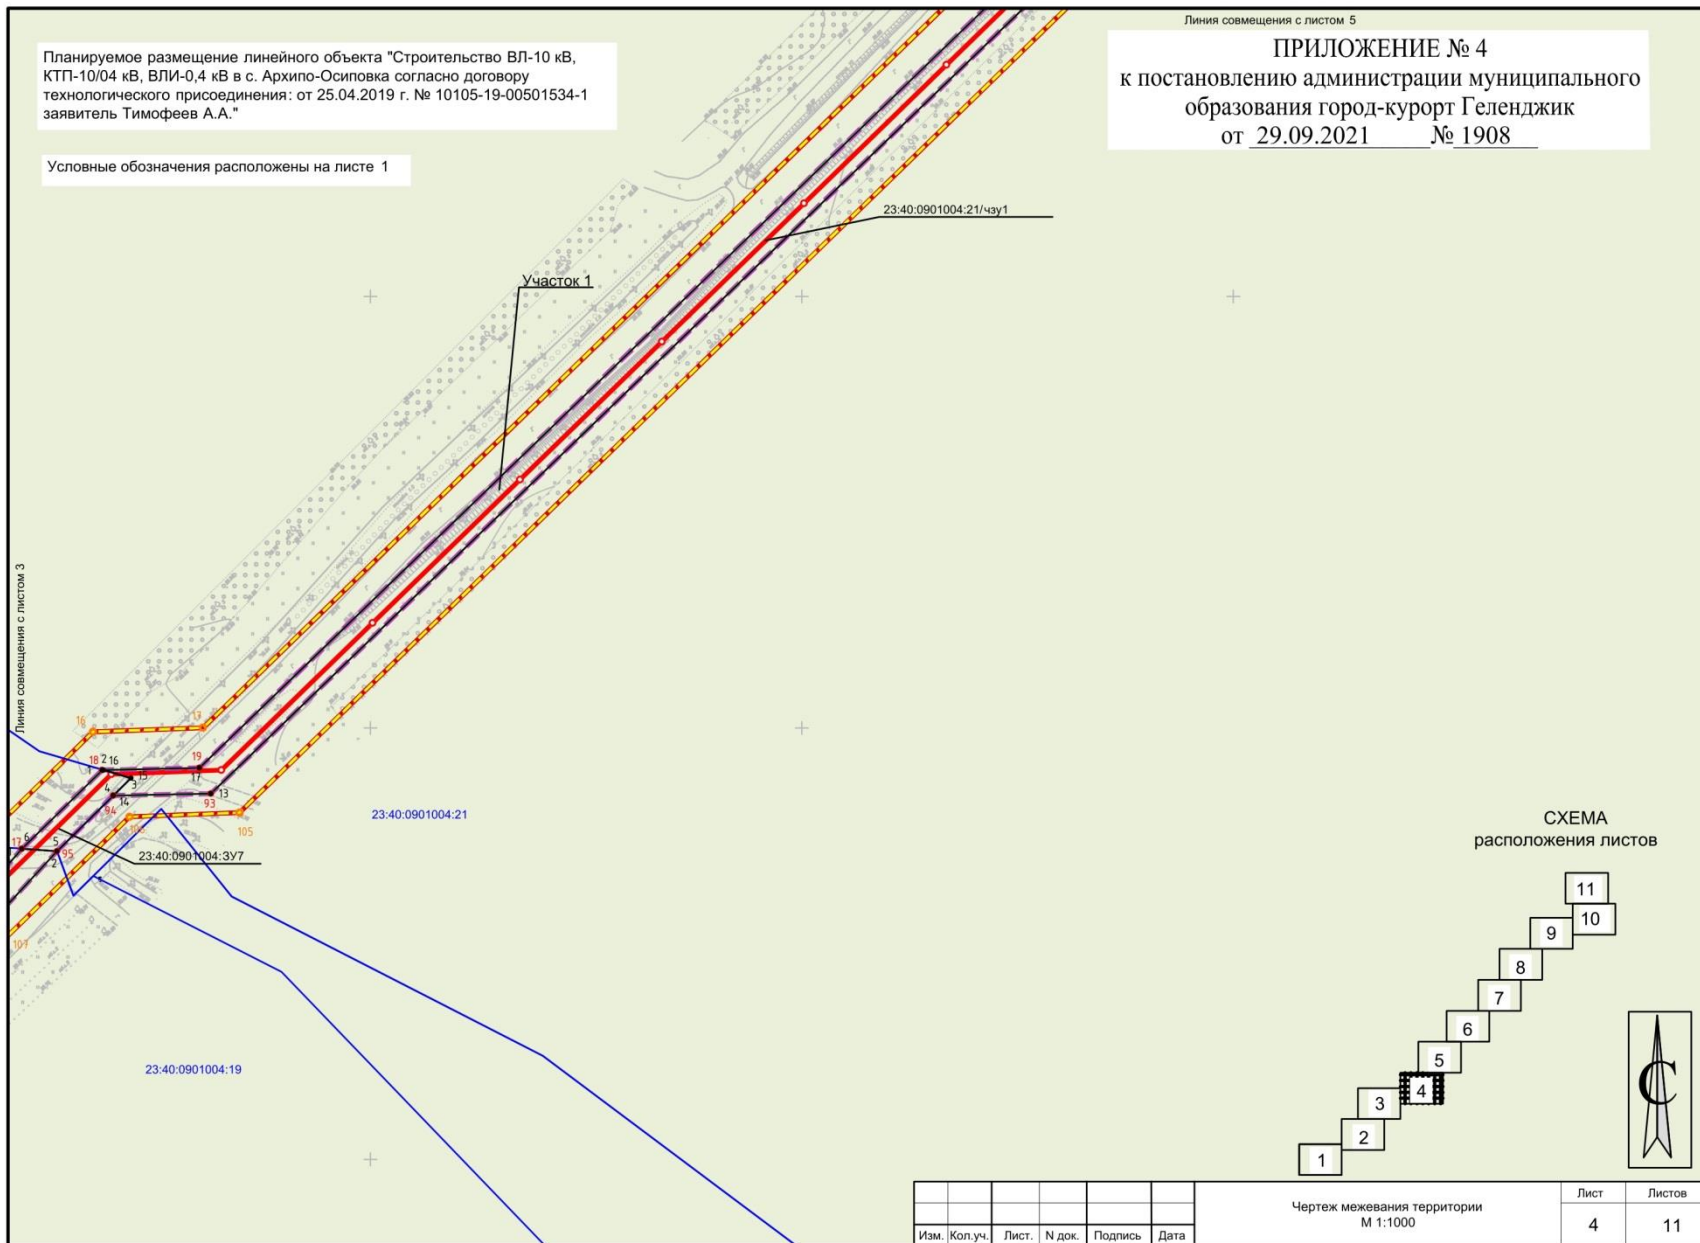 Линия совмещения с листом 5
Планируемое размещение линейного объекта "Строительство ВЛ-10 кВ,
КТП-10/04 кВ, ВЛИ-0,4 кВ в с. Архипо-Осиповка согласно договору
технологического присоединения: от 25.04.2019 г. № 10105-19-00501534-1
заявитель Тимофеев А.А."
Условные обозначения расположены на листе 1
ПРИЛОЖЕНИЕ № 4
к постановлению администрации муниципального
образования город-курорт Геленджик
от 29.09.2021 № 1908
23:40:0901004:21/чзу1
Участок 1
Линия совмещения с листом 3
16
17
18
2
16
19
15
17
3
4
14
13
94
93
106
105
6
17
5
95
2
107
23:40:0901004:ЗУ7
23:40:0901004:21
23:40:0901004:19
СХЕМА
расположения листов
11
10
9
8
7
6
5
4
3
2
1
С
Изм. Кол.уч. Лист. N док. Подпись Дата
Чертеж межевания территории
М 1:1000
Лист Листов
4 11